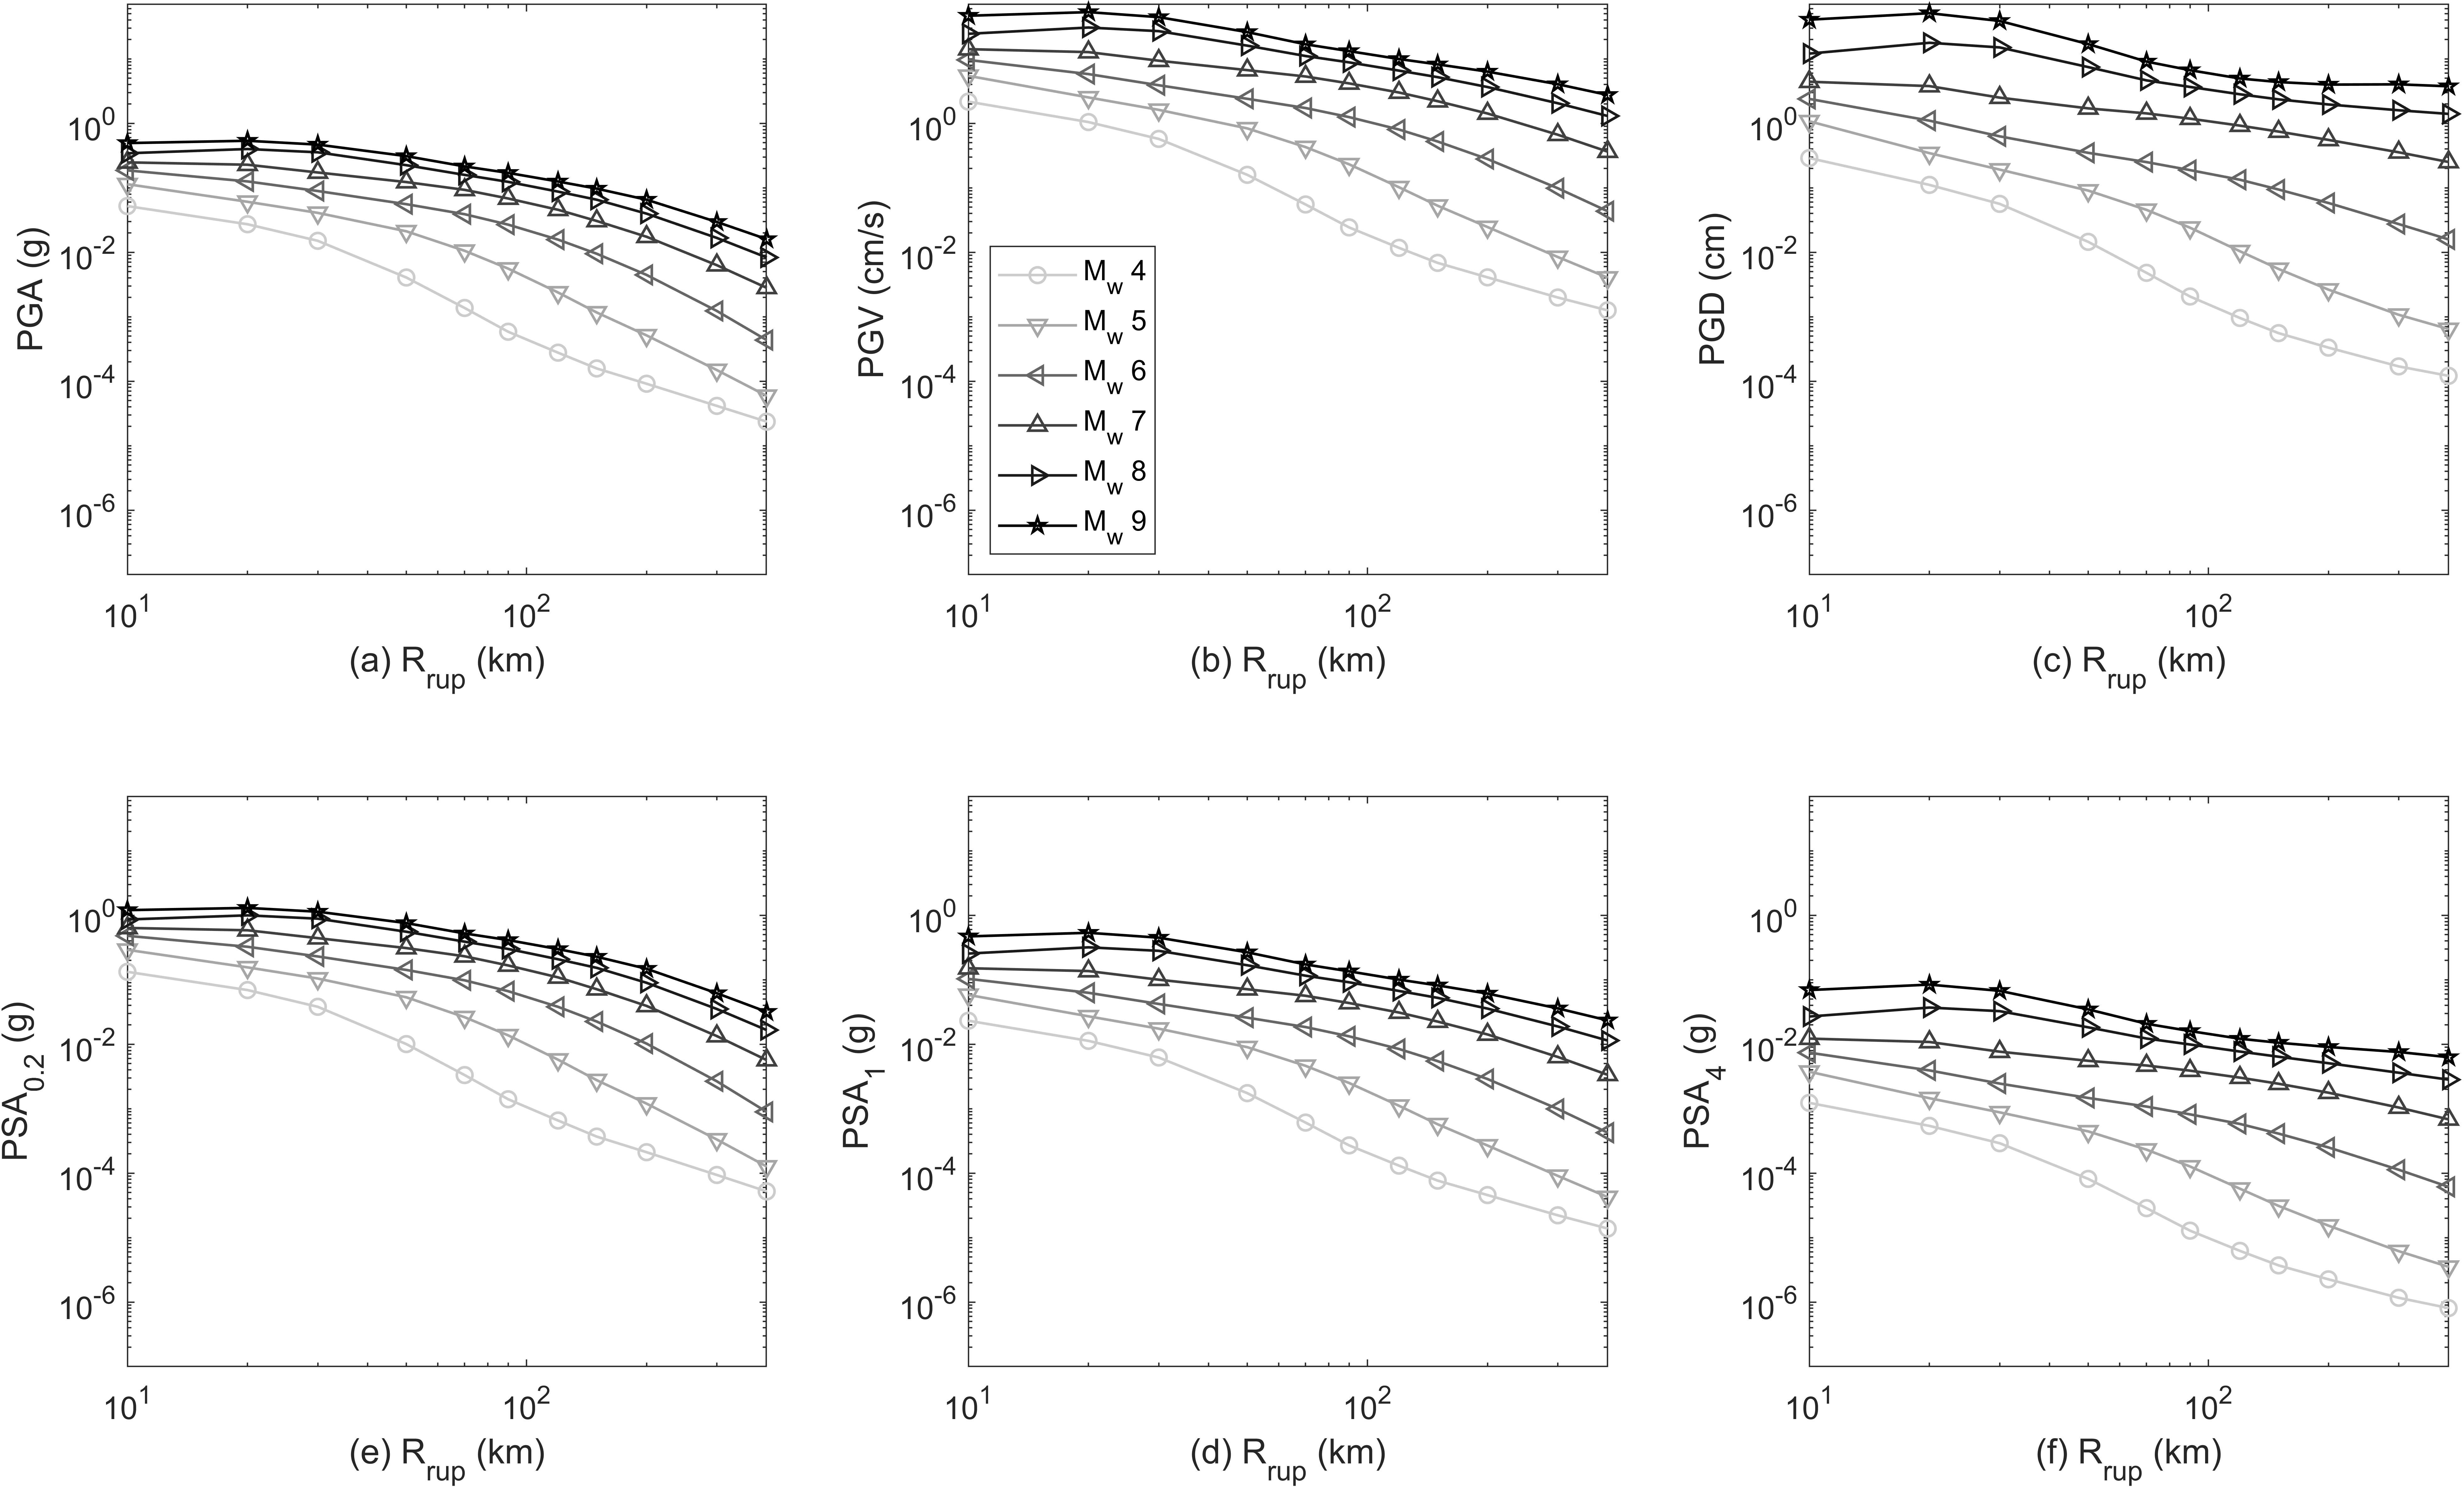 PGA (g)
10^0
10^-2
10^-4
10^-6
10^1
10^2
(a) R_rup (km)
PGV (cm/s)
10^0
10^-2
10^-4
10^-6
M_w 4
M_w 5
M_w 6
M_w 7
M_w 8
M_w 9
10^1
10^2
(b) R_rup (km)
PGD (cm)
10^0
10^-2
10^-4
10^-6
10^1
10^2
(c) R_rup (km)
PSA_0.2 (g)
10^0
10^-2
10^-4
10^-6
10^1
10^2
(e) R_rup (km)
PSA_1 (g)
10^0
10^-2
10^-4
10^-6
10^1
10^2
(d) R_rup (km)
PSA_4 (g)
10^0
10^-2
10^-4
10^-6
10^1
10^2
(f) R_rup (km)